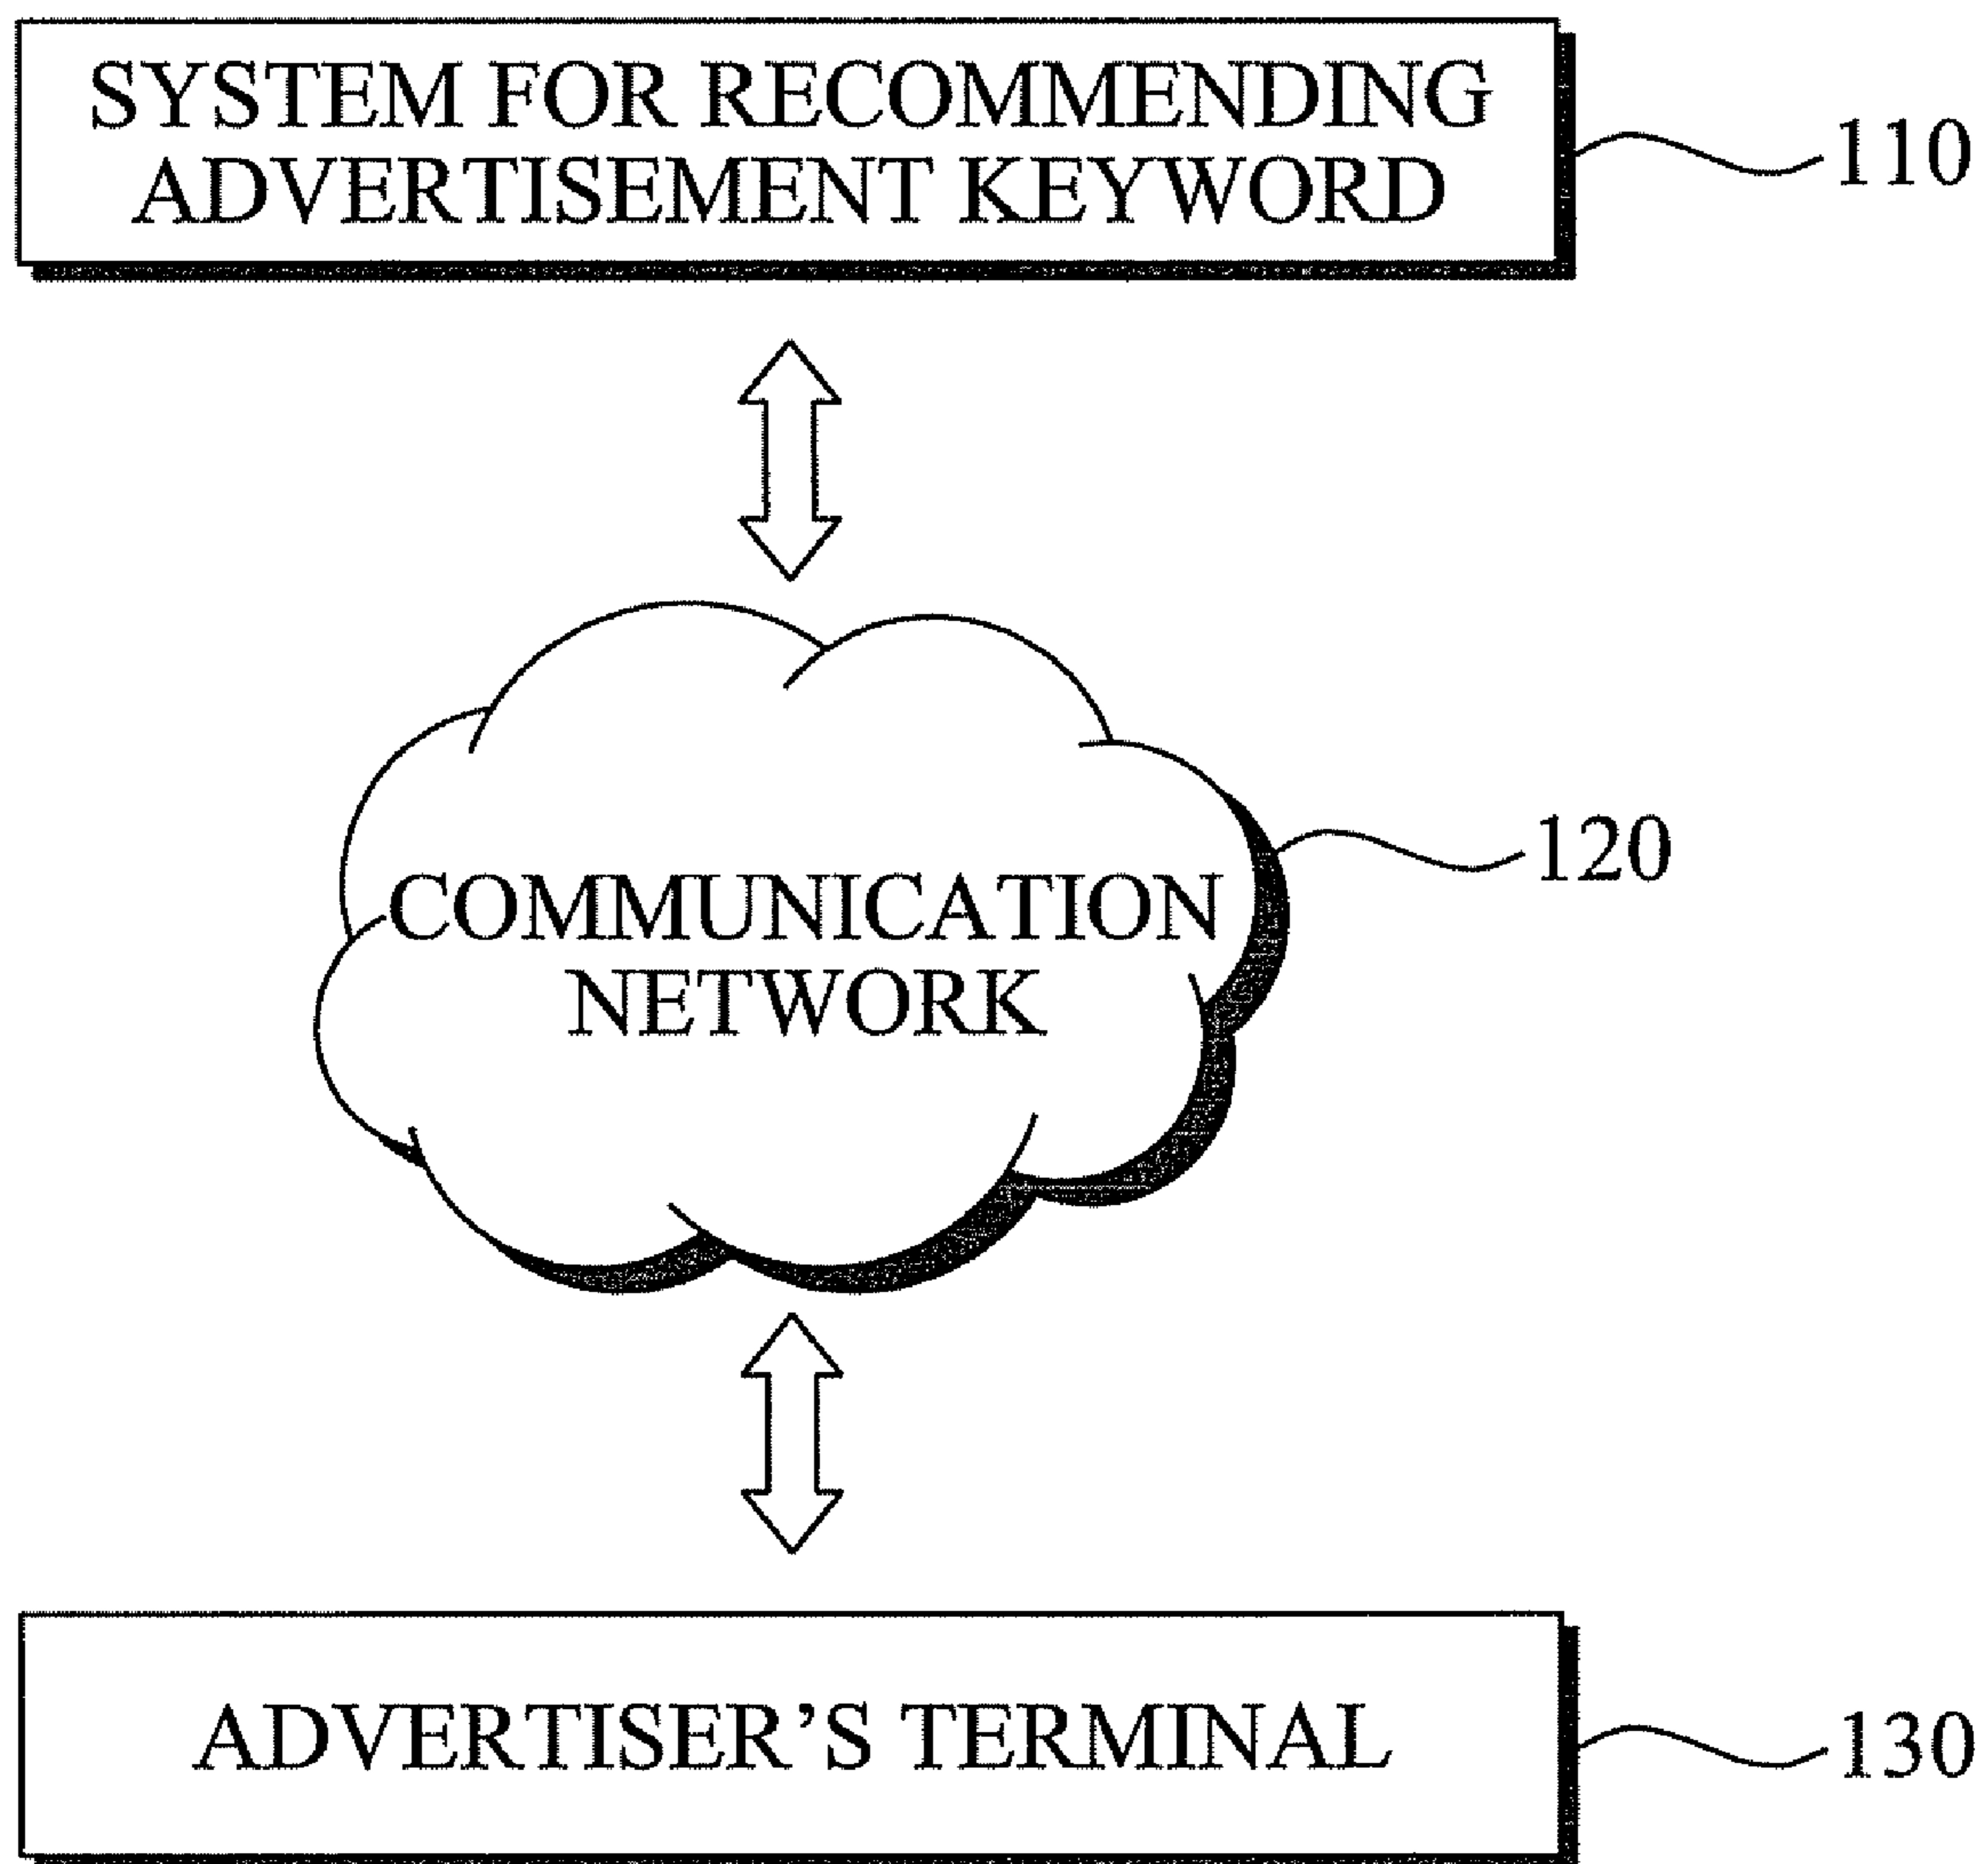 SYSTEM FOR RECOMMENDING
ADVERTISEMENT KEYWORD
110
120
COMMUNICATION
NETWORK
ADVERTISER’S TERMINAL
130